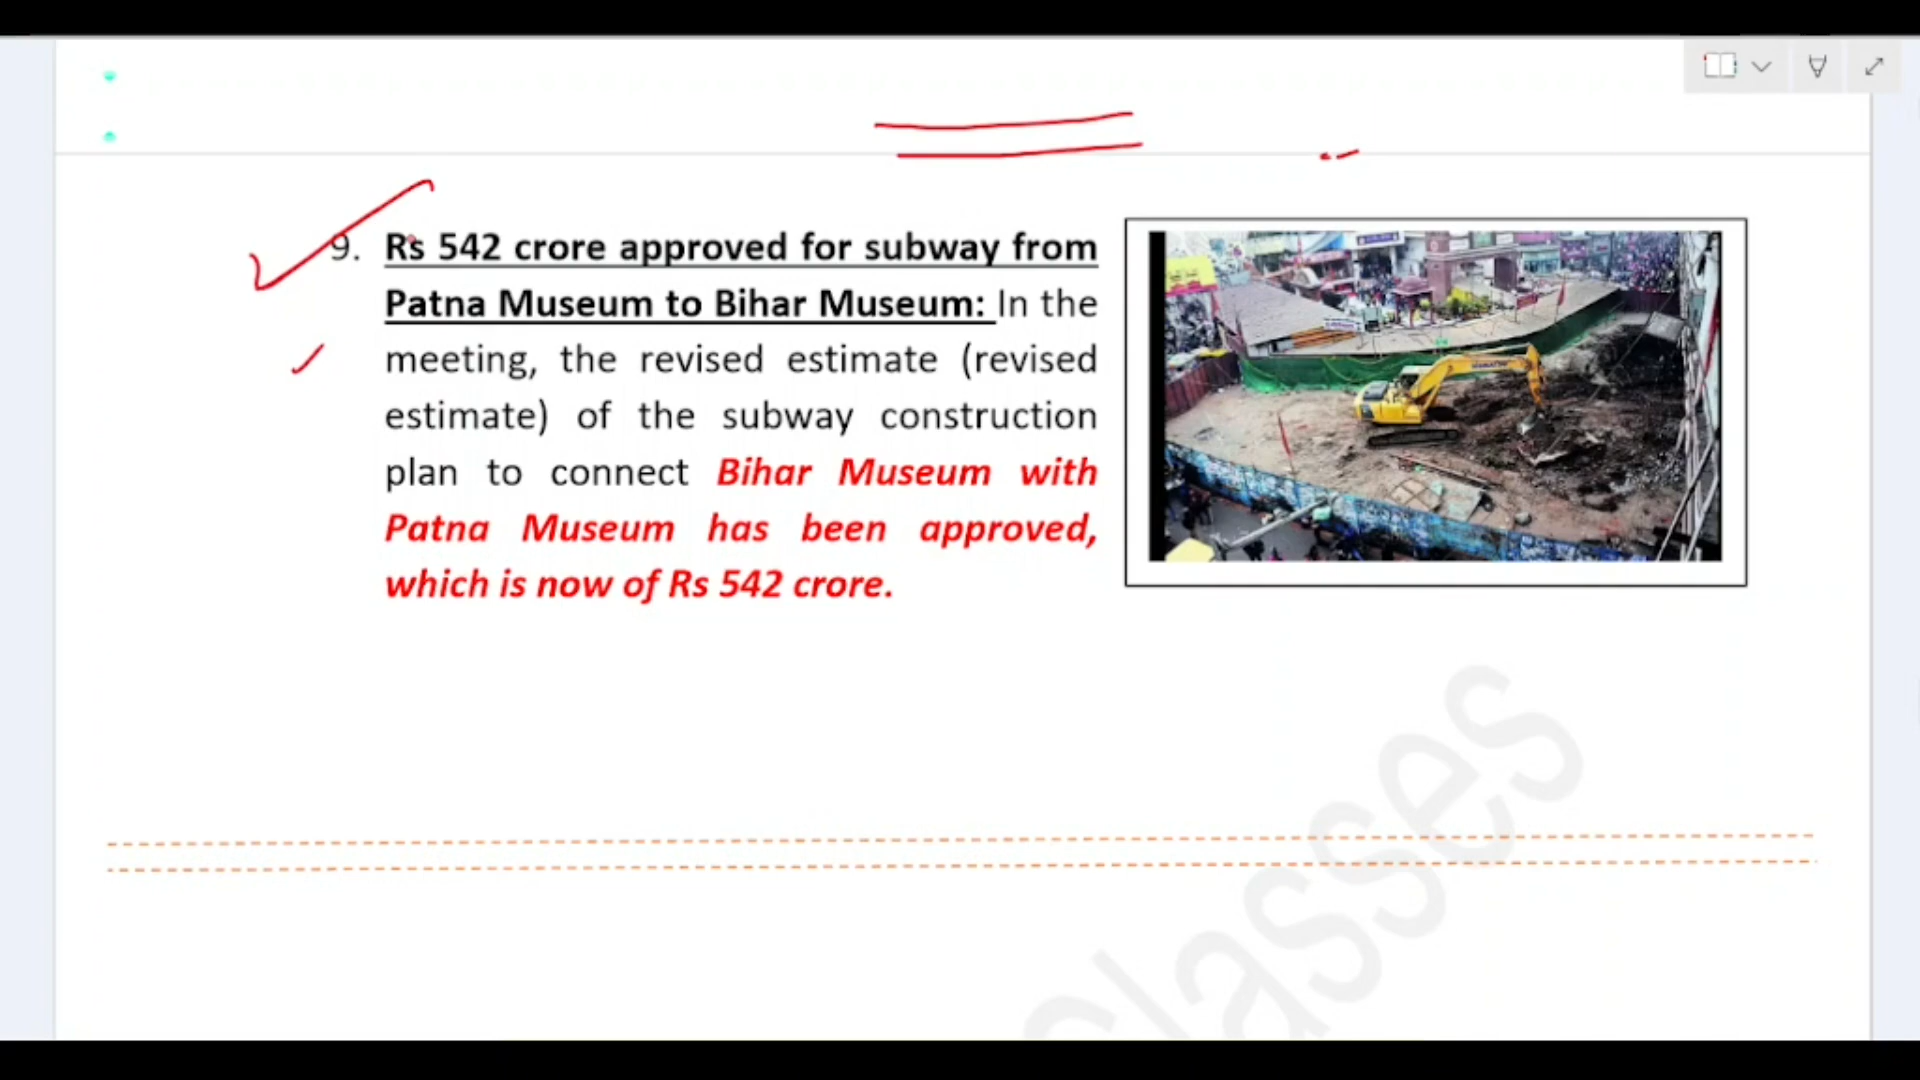 9. Rs 542 crore approved for subway from
Patna Museum to Bihar Museum: In the
meeting, the revised estimate (revised
estimate) of the subway construction
plan to connect Bihar Museum with
Patna Museum has been approved,
which is now of Rs 542 crore.
Classes